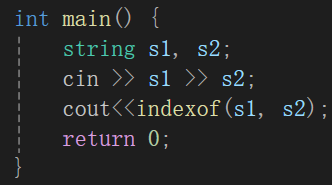 int main() {
    string s1, s2;
    cin >> s1 >> s2;
    cout<<indexof(s1, s2);
    return 0;
}